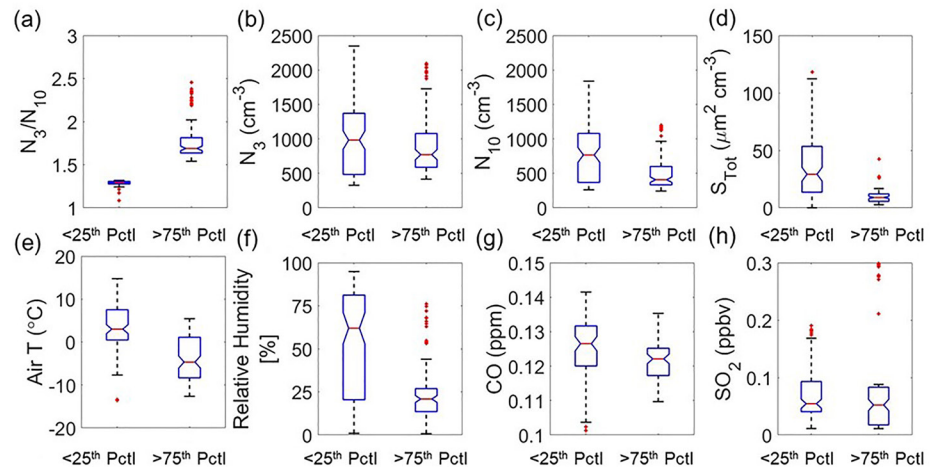 (a)
3
2.5
2
1.5
1
N3/N10
<25th Pctl >75th Pctl
(b)
2500
2000
1500
1000
500
0
N3 (cm-3)
<25th Pctl >75th Pctl
(c)
2500
2000
1500
1000
500
0
N10 (cm-3)
<25th Pctl >75th Pctl
(d)
150
100
50
0
STot (μm2 cm-3)
<25th Pctl >75th Pctl
(e)
20
10
0
-10
-20
Air T (°C)
<25th Pctl >75th Pctl
(f)
100
75
50
25
0
Relative Humidity
[%]
<25th Pctl >75th Pctl
(g)
0.15
0.14
0.13
0.12
0.11
0.1
CO (ppm)
<25th Pctl >75th Pctl
(h)
0.3
0.2
0.1
0
SO2 (ppbv)
<25th Pctl >75th Pctl